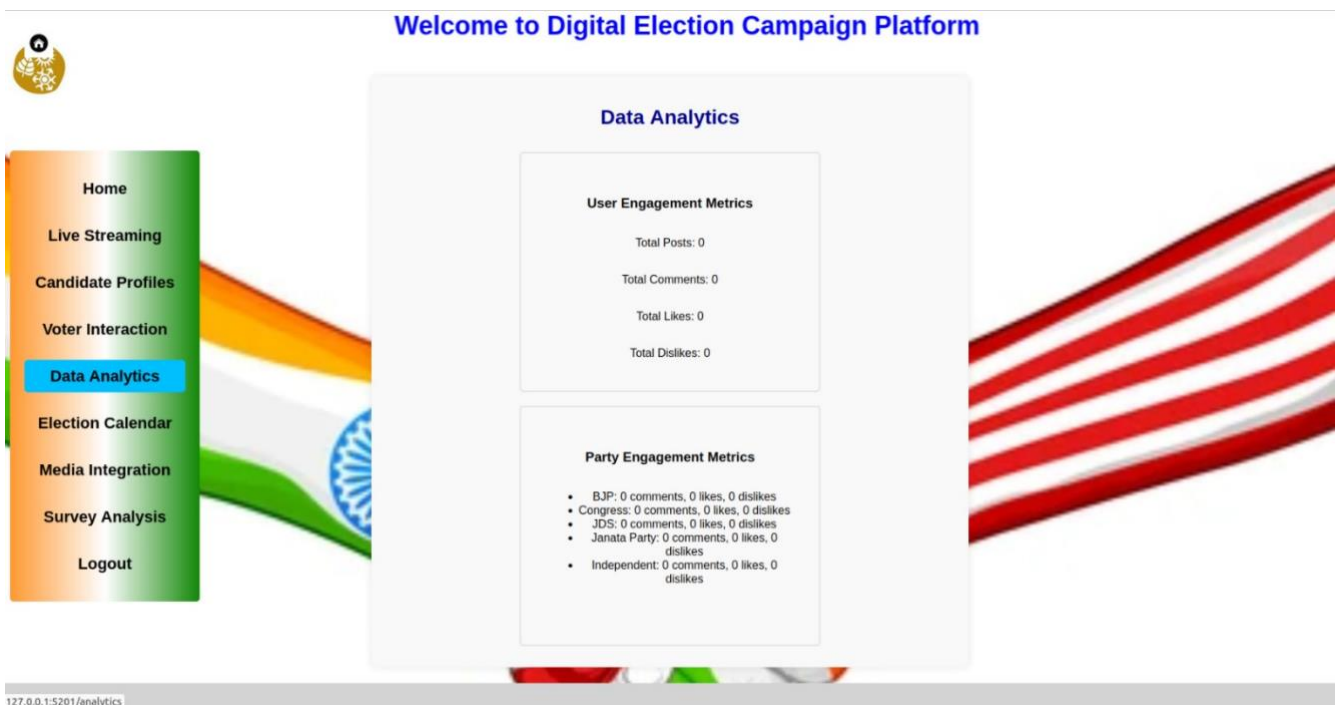 Welcome to Digital Election Campaign Platform
Home
Live Streaming
Candidate Profiles
Voter Interaction
Data Analytics
Election Calendar
Media Integration
Survey Analysis
Logout
Data Analytics
User Engagement Metrics
Total Posts: 0
Total Comments: 0
Total Likes: 0
Total Dislikes: 0
Party Engagement Metrics
• BJP: 0 comments, 0 likes, 0 dislikes
• Congress: 0 comments, 0 likes, 0 dislikes
• JDS: 0 comments, 0 likes, 0 dislikes
• Janata Party: 0 comments, 0 likes, 0
dislikes
• Independent: 0 comments, 0 likes, 0
dislikes
127.0.0.1:5201/analytics